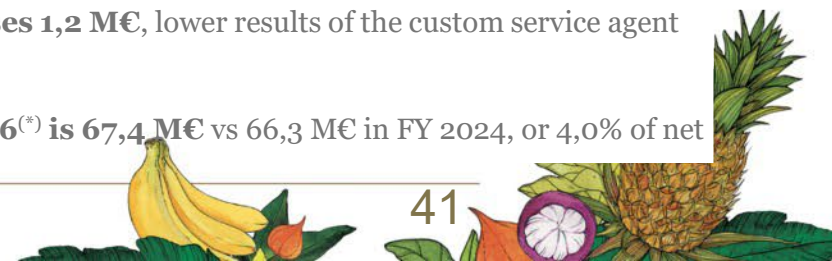 es 1,2 M€, lower results of the custom service agent
6(*) is 67,4 M€ vs 66,3 M€ in FY 2024, or 4,0% of net
41